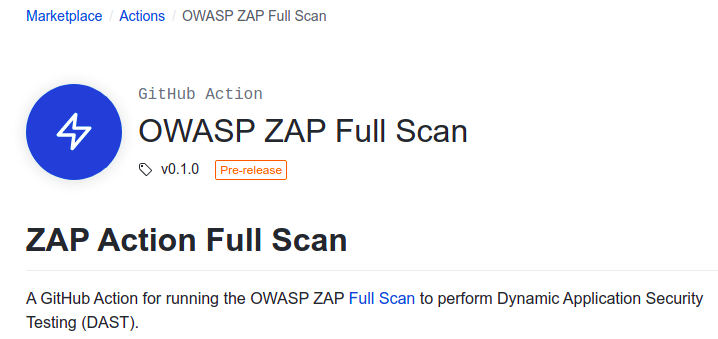 Marketplace / Actions / OWASP ZAP Full Scan
GitHub Action
OWASP ZAP Full Scan
v0.1.0 Pre-release
ZAP Action Full Scan
A GitHub Action for running the OWASP ZAP Full Scan to perform Dynamic Application Security
Testing (DAST).